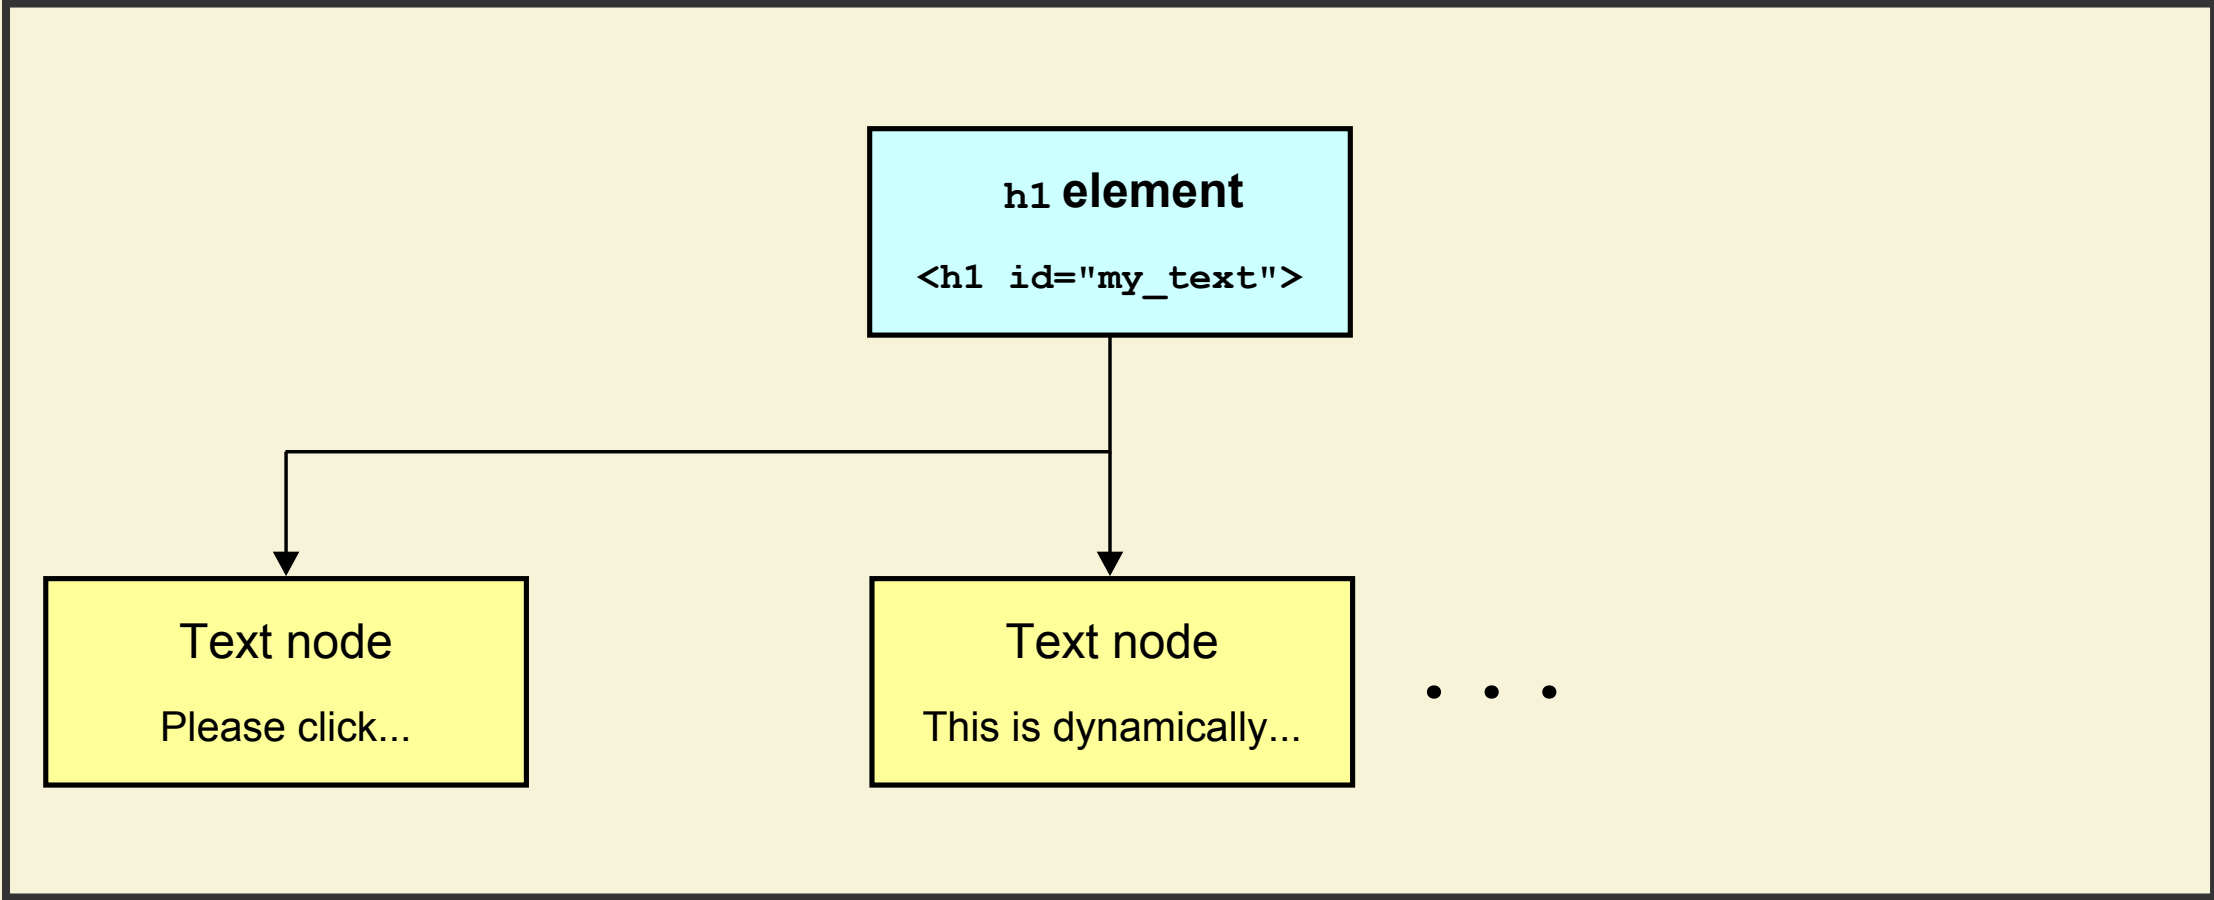 h1 element
<h1 id="my_text">
Text node
Please click...
Text node
This is dynamically...
. . .